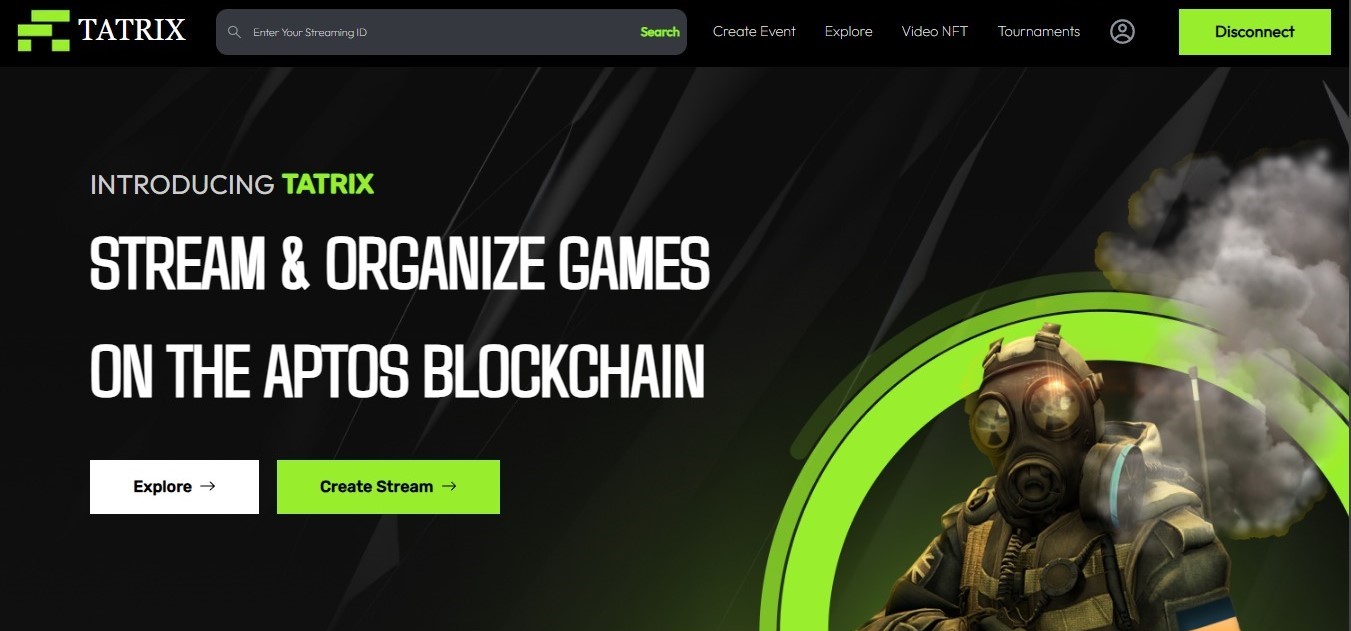 TATRIX
Enter Your Streaming ID
Search
Create Event
Explore
Video NFT
Tournaments
Disconnect
INTRODUCING TATRIX
STREAM & ORGANIZE GAMES
ON THE APTOS BLOCKCHAIN
Explore →
Create Stream →